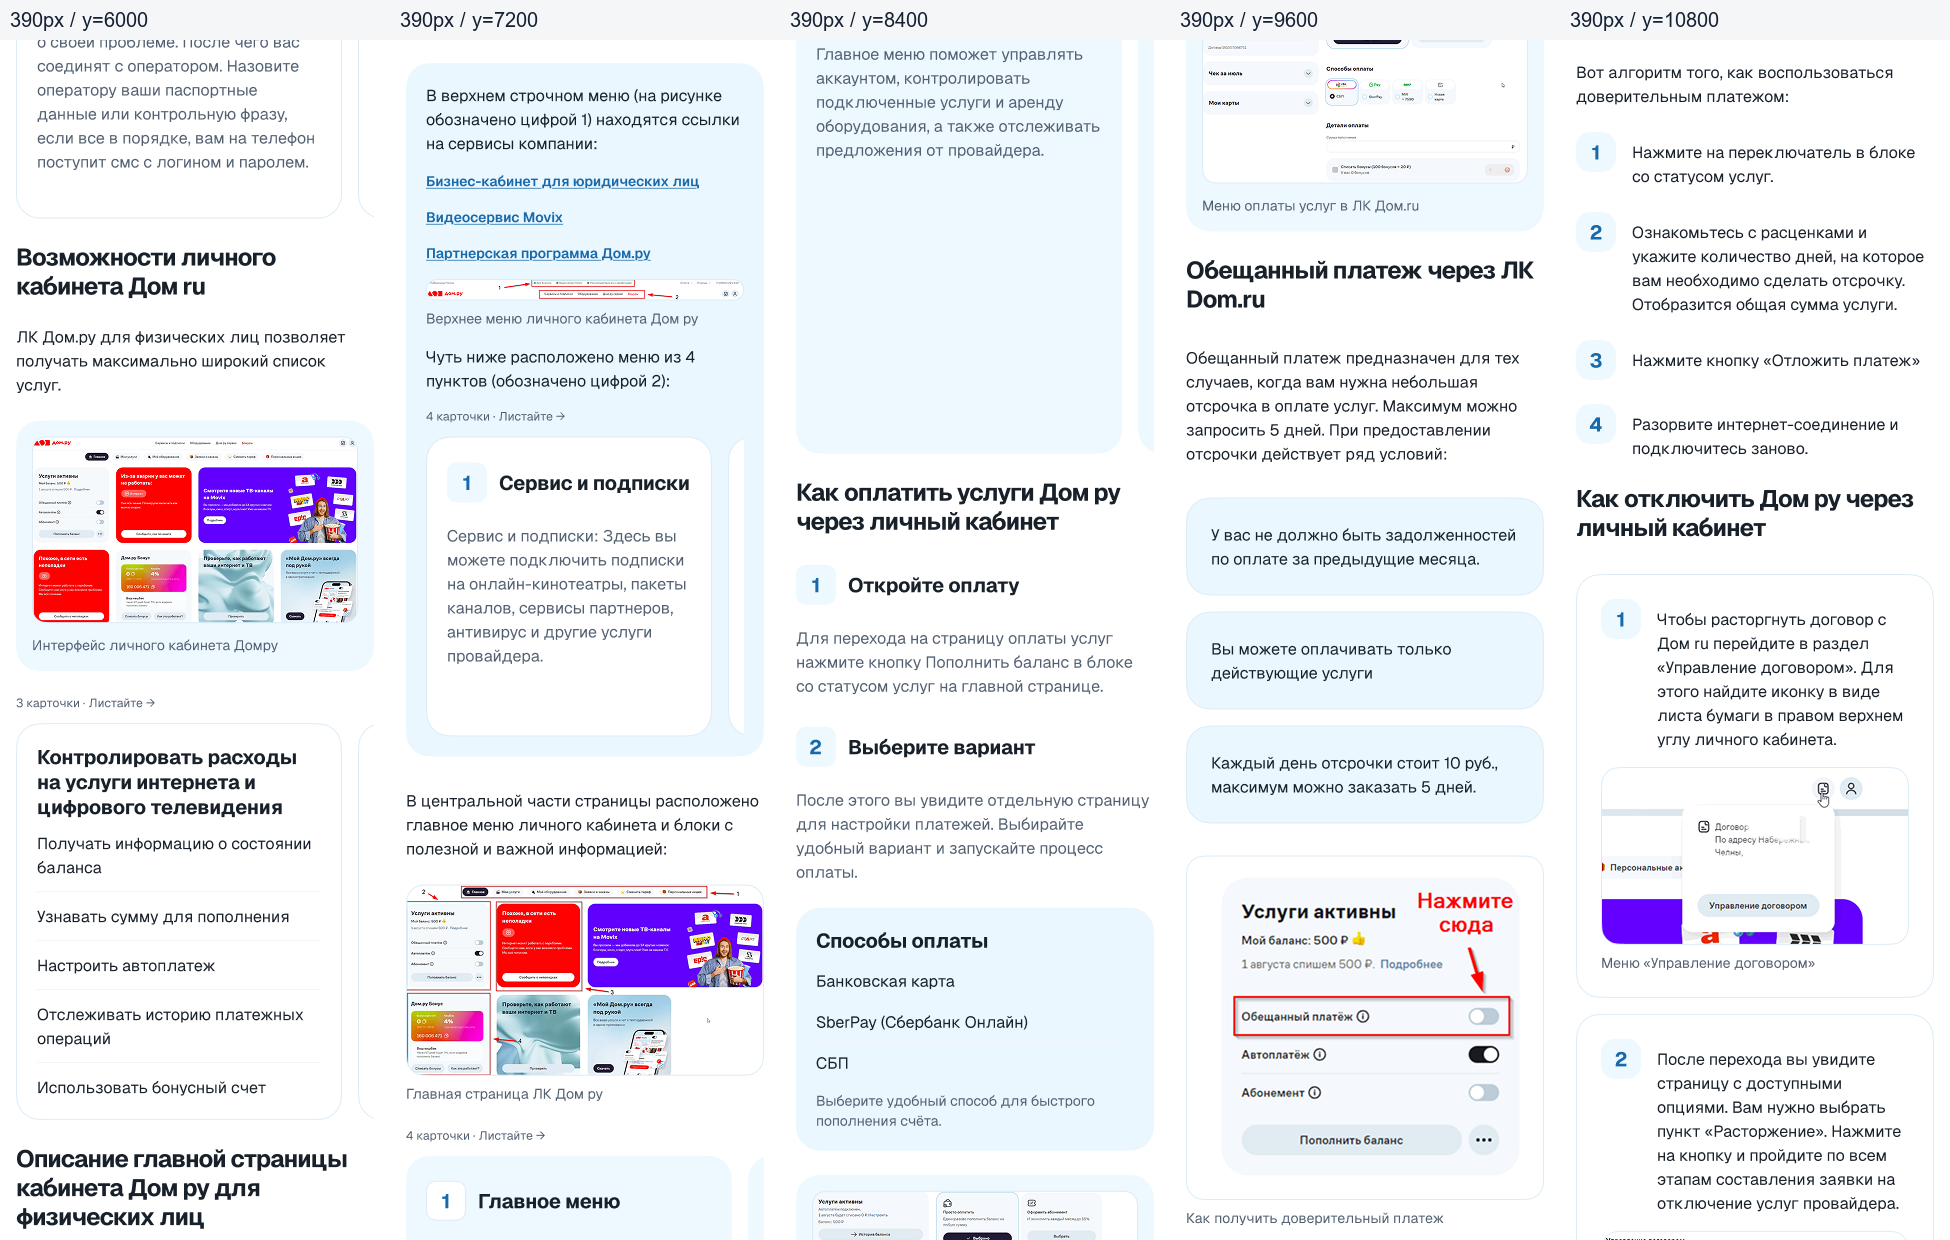 390px / y=6000
о своей проблеме. После чего вас
соединят с оператором. Назовите
оператору ваши паспортные
данные или контрольную фразу,
если все в порядке, вам на телефон
поступит смс с логином и паролем.
Возможности личного
кабинета Дом ru
ЛК Дом.ру для физических лиц позволяет
получать максимально широкий список
услуг.
Интерфейс личного кабинета Домру
3 карточки · Листайте →
Контролировать расходы
на услуги интернета и
цифрового телевидения
Получать информацию о состоянии
баланса
Узнавать сумму для пополнения
Настроить автоплатеж
Отслеживать историю платежных
операций
Использовать бонусный счет
Описание главной страницы
кабинета Дом ру для
физических лиц
390px / y=7200
В верхнем строчном меню (на рисунке
обозначено цифрой 1) находятся ссылки
на сервисы компании:
Бизнес-кабинет для юридических лиц
Видеосервис Movix
Партнерская программа Дом.ру
Верхнее меню личного кабинета Дом ру
Чуть ниже расположено меню из 4
пунктов (обозначено цифрой 2):
4 карточки · Листайте →
1 Сервис и подписки
Сервис и подписки: Здесь вы
можете подключить подписки
на онлайн-кинотеатры, пакеты
каналов, сервисы партнеров,
антивирус и другие услуги
провайдера.
В центральной части страницы расположено
главное меню личного кабинета и блоки с
полезной и важной информацией:
Главная страница ЛК Дом ру
4 карточки · Листайте →
1 Главное меню
390px / y=8400
Главное меню поможет управлять
аккаунтом, контролировать
подключенные услуги и аренду
оборудования, а также отслеживать
предложения от провайдера.
Как оплатить услуги Дом ру
через личный кабинет
1 Откройте оплату
Для перехода на страницу оплаты услуг
нажмите кнопку Пополнить баланс в блоке
со статусом услуг на главной странице.
2 Выберите вариант
После этого вы увидите отдельную страницу
для настройки платежей. Выбирайте
удобный вариант и запускайте процесс
оплаты.
Способы оплаты
Банковская карта
SberPay (Сбербанк Онлайн)
СБП
Выберите удобный способ для быстрого
пополнения счёта.
390px / y=9600
Чек за июль
Мои карты
Способы оплаты
Детали оплаты
Меню оплаты услуг в ЛК Дом.ru
Обещанный платеж через ЛК
Dom.ru
Обещанный платеж предназначен для тех
случаев, когда вам нужна небольшая
отсрочка в оплате услуг. Максимум можно
запросить 5 дней. При предоставлении
отсрочки действует ряд условий:
У вас не должно быть задолженностей
по оплате за предыдущие месяца.
Вы можете оплачивать только
действующие услуги
Каждый день отсрочки стоит 10 руб.,
максимум можно заказать 5 дней.
Нажмите
сюда
Услуги активны
Мой баланс: 500 ₽ 👍
1 августа спишем 500 ₽. Подробнее
Обещанный платёж
Автоплатёж
Абонемент
Пополнить баланс
Как получить доверительный платеж
390px / y=10800
Вот алгоритм того, как воспользоваться
доверительным платежом:
1 Нажмите на переключатель в блоке
со статусом услуг.
2 Ознакомьтесь с расценками и
укажите количество дней, на которое
вам необходимо сделать отсрочку.
Отобразится общая сумма услуги.
3 Нажмите кнопку «Отложить платеж»
4 Разорвите интернет-соединение и
подключитесь заново.
Как отключить Дом ру через
личный кабинет
1 Чтобы расторгнуть договор с
Дом ru перейдите в раздел
«Управление договором». Для
этого найдите иконку в виде
листа бумаги в правом верхнем
углу личного кабинета.
Договор
По адресу Набережные
Челны,
Персональные ак
Управление договором
Меню «Управление договором»
2 После перехода вы увидите
страницу с доступными
опциями. Вам нужно выбрать
пункт «Расторжение». Нажмите
на кнопку и пройдите по всем
этапам составления заявки на
отключение услуг провайдера.